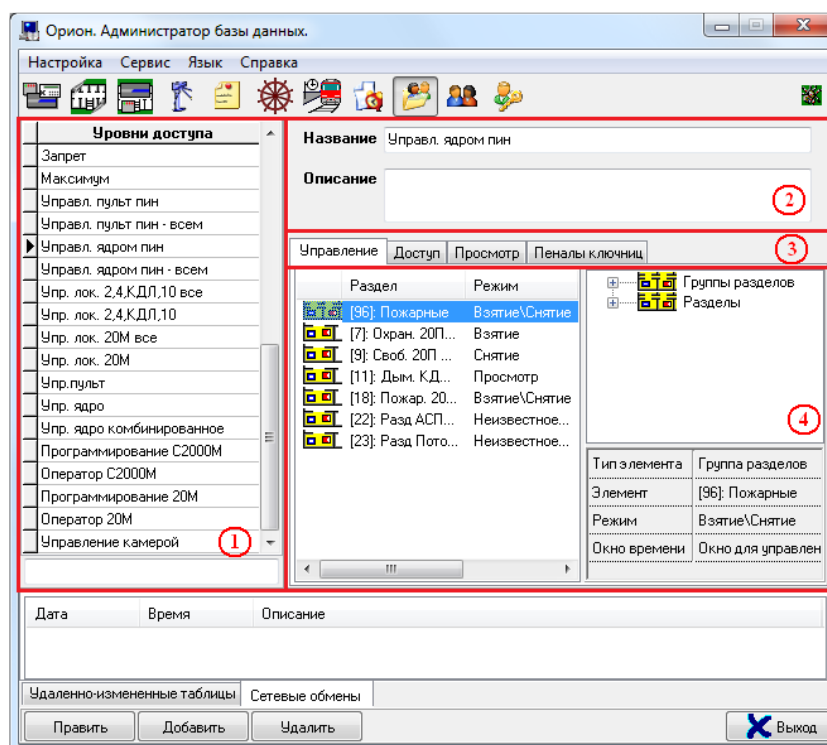 Орион. Администратор базы данных.
Настройка Сервис Язык Справка
Уровни доступа
Запрет
Максимум
Управл. пульт пин
Управл. пульт пин - всем
Управл. ядром пин
Управл. ядром пин - всем
Упр. лок. 2,4,КДЛ,10 все
Упр. лок. 2,4,КДЛ,10
Упр. лок. 20М все
Упр. лок. 20М
Упр.пульт
Упр. ядро
Упр. ядро комбинированное
Программирование С2000М
Оператор С2000М
Программирование 20М
Оператор 20М
Управление камерой
1
Название Управл. ядром пин
Описание
2
Управление Доступ Просмотр Пеналы ключниц
3
Раздел Режим
[96]: Пожарные Взятие\Снятие
[7]: Охран. 20П... Взятие
[9]: Своб. 20П ... Снятие
[11]: Дым. КД... Просмотр
[18]: Пожар. 20... Взятие\Снятие
[22]: Разд АСП... Неизвестное...
[23]: Разд Пото... Неизвестное...
Группы разделов
Разделы
4
Тип элемента Группа разделов
Элемент [96]: Пожарные
Режим Взятие\Снятие
Окно времени Окно для управлен
Дата Время Описание
Удаленно-измененные таблицы Сетевые обмены
Править Добавить Удалить Выход